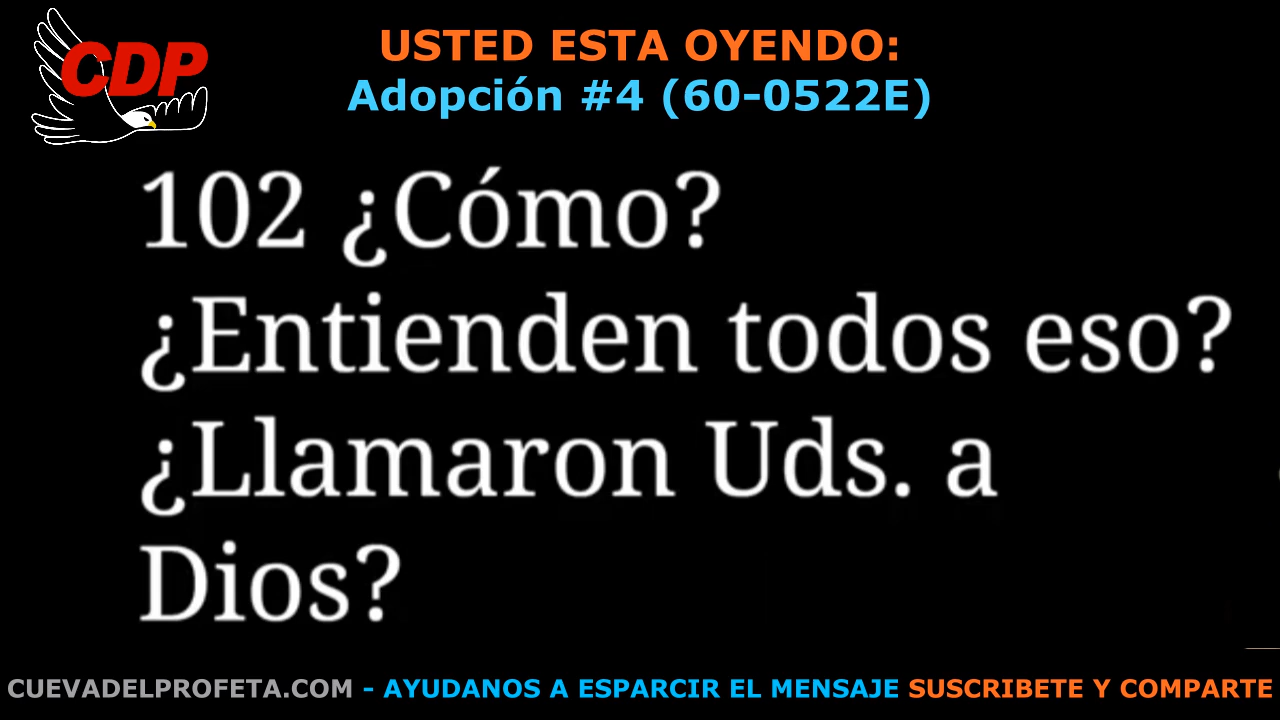 CDP
USTED ESTA OYENDO:
Adopción #4 (60-0522E)
102 ¿Cómo?
¿Entienden todos eso?
¿Llamaron Uds. a
Dios?
CUEVADELPROFETA.COM - AYUDANOS A ESPARCIR EL MENSAJE SUSCRIBETE Y COMPARTE